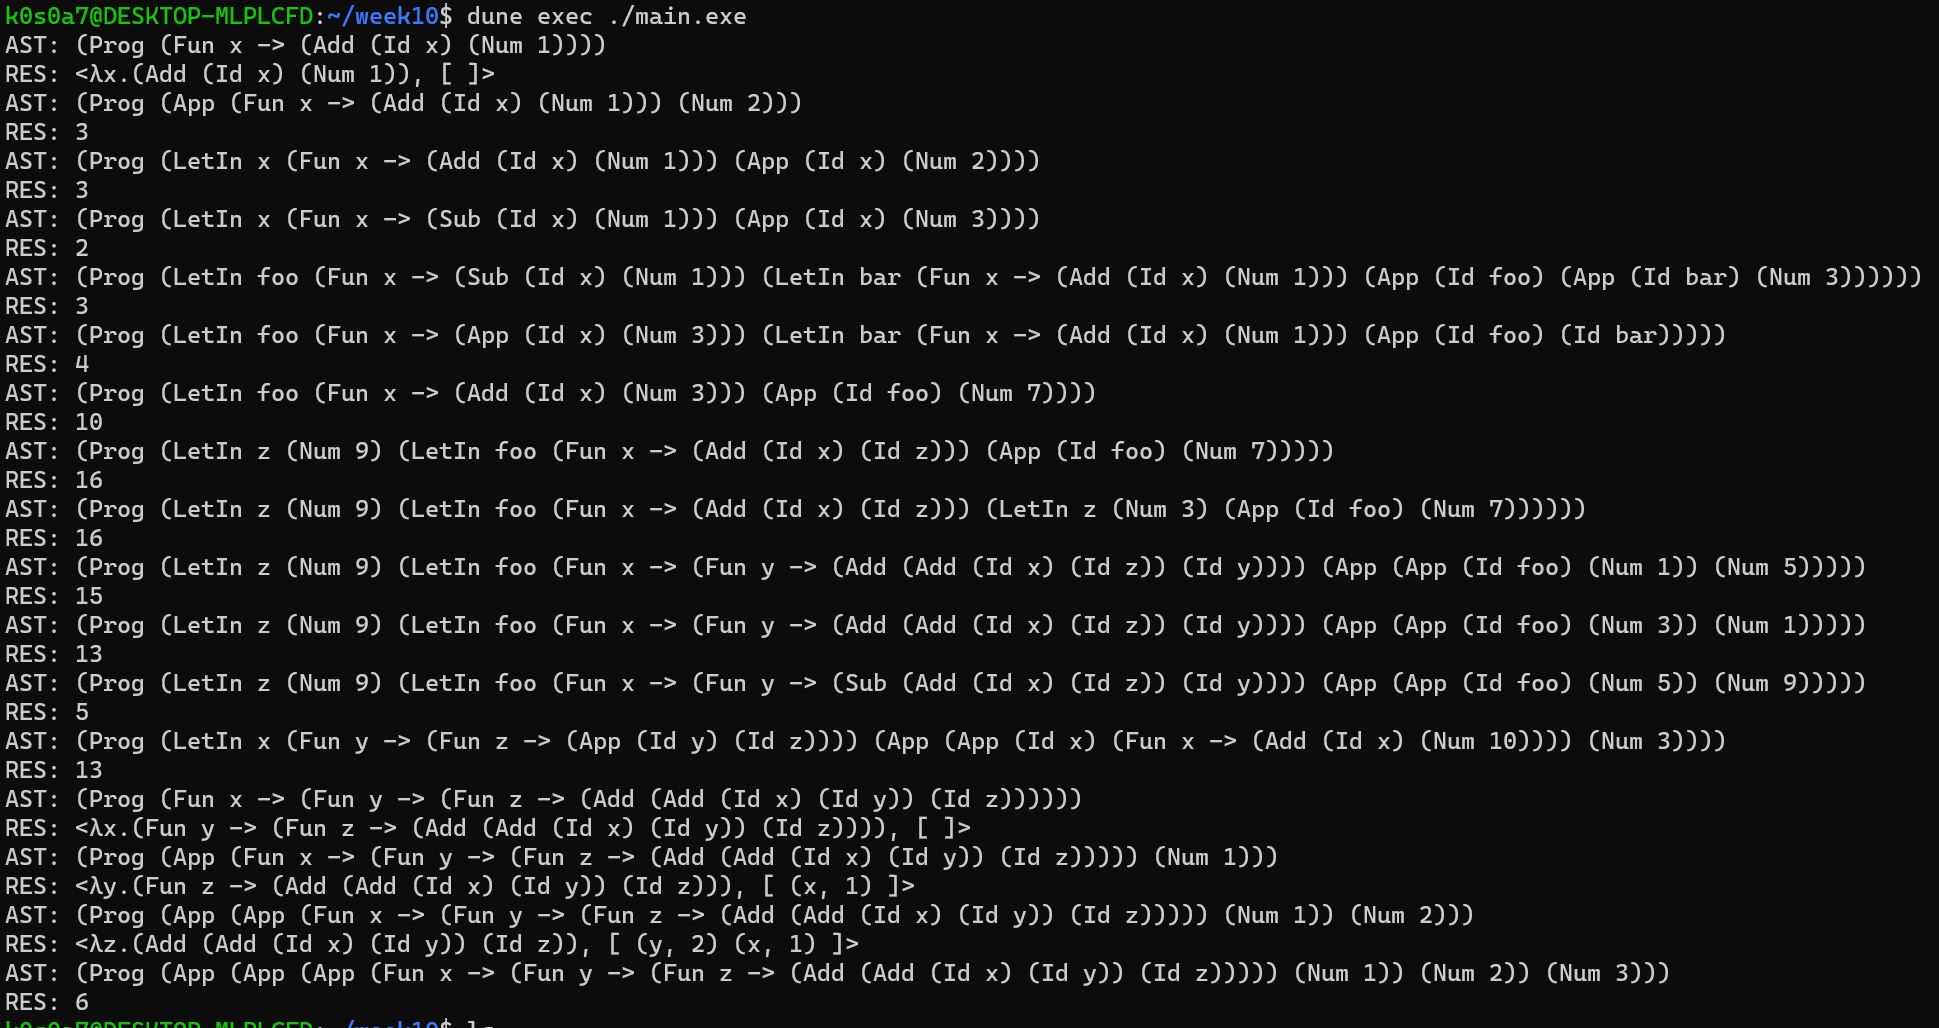 k0s0a7@DESKTOP-MLPLCFD:~/week10$ dune exec ./main.exe
AST: (Prog (Fun x -> (Add (Id x) (Num 1))))
RES: <λx.(Add (Id x) (Num 1)), [ ]>
AST: (Prog (App (Fun x -> (Add (Id x) (Num 1))) (Num 2)))
RES: 3
AST: (Prog (LetIn x (Fun x -> (Add (Id x) (Num 1))) (App (Id x) (Num 2))))
RES: 3
AST: (Prog (LetIn x (Fun x -> (Sub (Id x) (Num 1))) (App (Id x) (Num 3))))
RES: 2
AST: (Prog (LetIn foo (Fun x -> (Sub (Id x) (Num 1))) (LetIn bar (Fun x -> (Add (Id x) (Num 1))) (App (Id foo) (App (Id bar) (Num 3))))))
RES: 3
AST: (Prog (LetIn foo (Fun x -> (App (Id x) (Num 3))) (LetIn bar (Fun x -> (Add (Id x) (Num 1))) (App (Id foo) (Id bar)))))
RES: 4
AST: (Prog (LetIn foo (Fun x -> (Add (Id x) (Num 3))) (App (Id foo) (Num 7))))
RES: 10
AST: (Prog (LetIn z (Num 9) (LetIn foo (Fun x -> (Add (Id x) (Id z))) (App (Id foo) (Num 7)))))
RES: 16
AST: (Prog (LetIn z (Num 9) (LetIn foo (Fun x -> (Add (Id x) (Id z))) (LetIn z (Num 3) (App (Id foo) (Num 7))))))
RES: 16
AST: (Prog (LetIn z (Num 9) (LetIn foo (Fun x -> (Fun y -> (Add (Add (Id x) (Id z)) (Id y)))) (App (App (Id foo) (Num 1)) (Num 5)))))
RES: 15
AST: (Prog (LetIn z (Num 9) (LetIn foo (Fun x -> (Fun y -> (Add (Add (Id x) (Id z)) (Id y)))) (App (App (Id foo) (Num 3)) (Num 1)))))
RES: 13
AST: (Prog (LetIn z (Num 9) (LetIn foo (Fun x -> (Fun y -> (Sub (Add (Id x) (Id z)) (Id y)))) (App (App (Id foo) (Num 5)) (Num 9)))))
RES: 5
AST: (Prog (LetIn x (Fun y -> (Fun z -> (App (Id y) (Id z)))) (App (App (Id x) (Fun x -> (Add (Id x) (Num 10)))) (Num 3))))
RES: 13
AST: (Prog (Fun x -> (Fun y -> (Fun z -> (Add (Add (Id x) (Id y)) (Id z))))))
RES: <λx.(Fun y -> (Fun z -> (Add (Add (Id x) (Id y)) (Id z)))), [ ]>
AST: (Prog (App (Fun x -> (Fun y -> (Fun z -> (Add (Add (Id x) (Id y)) (Id z))))) (Num 1)))
RES: <λy.(Fun z -> (Add (Add (Id x) (Id y)) (Id z))), [ (x, 1) ]>
AST: (Prog (App (App (Fun x -> (Fun y -> (Fun z -> (Add (Add (Id x) (Id y)) (Id z))))) (Num 1)) (Num 2)))
RES: <λz.(Add (Add (Id x) (Id y)) (Id z)), [ (y, 2) (x, 1) ]>
AST: (Prog (App (App (App (Fun x -> (Fun y -> (Fun z -> (Add (Add (Id x) (Id y)) (Id z))))) (Num 1)) (Num 2)) (Num 3)))
RES: 6
k0s0a7@DESKTOP-MLPLCFD:~/week10$ ls